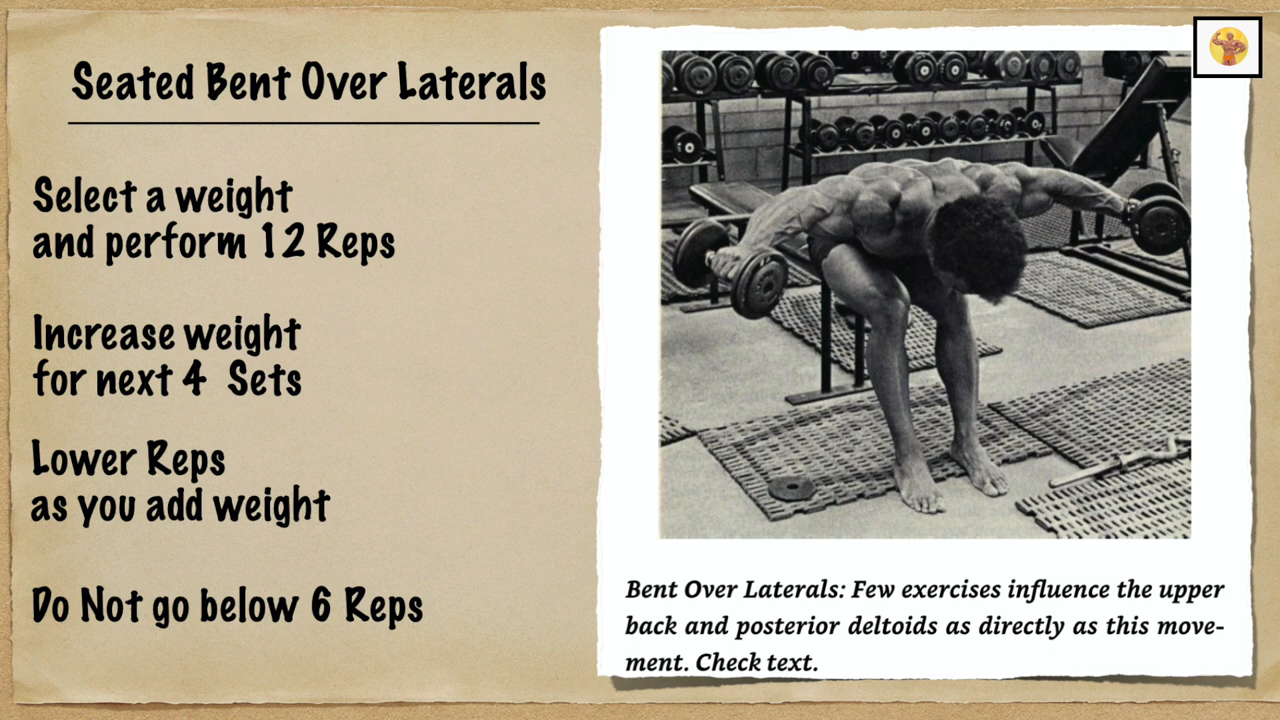 Seated Bent Over Laterals
Select a weight
and perform 12 Reps
Increase weight
for next 4 Sets
Lower Reps
as you add weight
Do Not go below 6 Reps
Bent Over Laterals: Few exercises influence the upper
back and posterior deltoids as directly as this move-
ment. Check text.